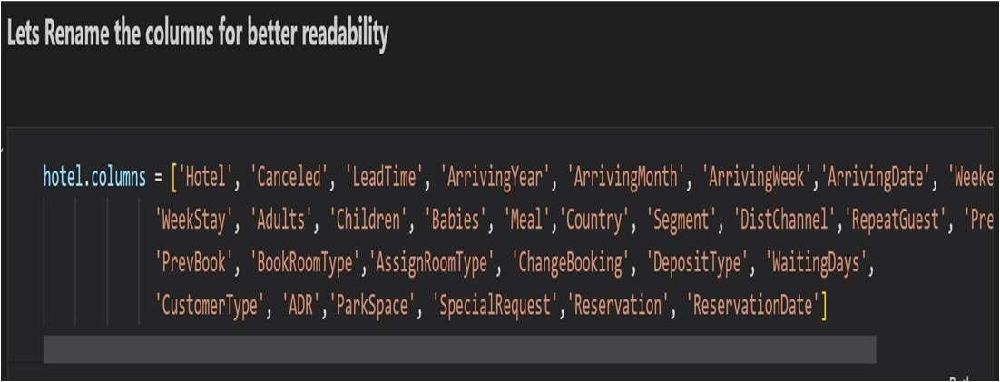 Lets Rename the columns for better readability
hotel.columns = ['Hotel', 'Canceled', 'LeadTime', 'ArrivingYear', 'ArrivingMonth', 'ArrivingWeek','ArrivingDate', 'Weeke
'WeekStay', 'Adults', 'Children', 'Babies', 'Meal','Country', 'Segment', 'DistChannel','RepeatGuest', 'Pre
'PrevBook', 'BookRoomType','AssignRoomType', 'ChangeBooking', 'DepositType', 'WaitingDays',
'CustomerType', 'ADR','ParkSpace', 'SpecialRequest','Reservation', 'ReservationDate']